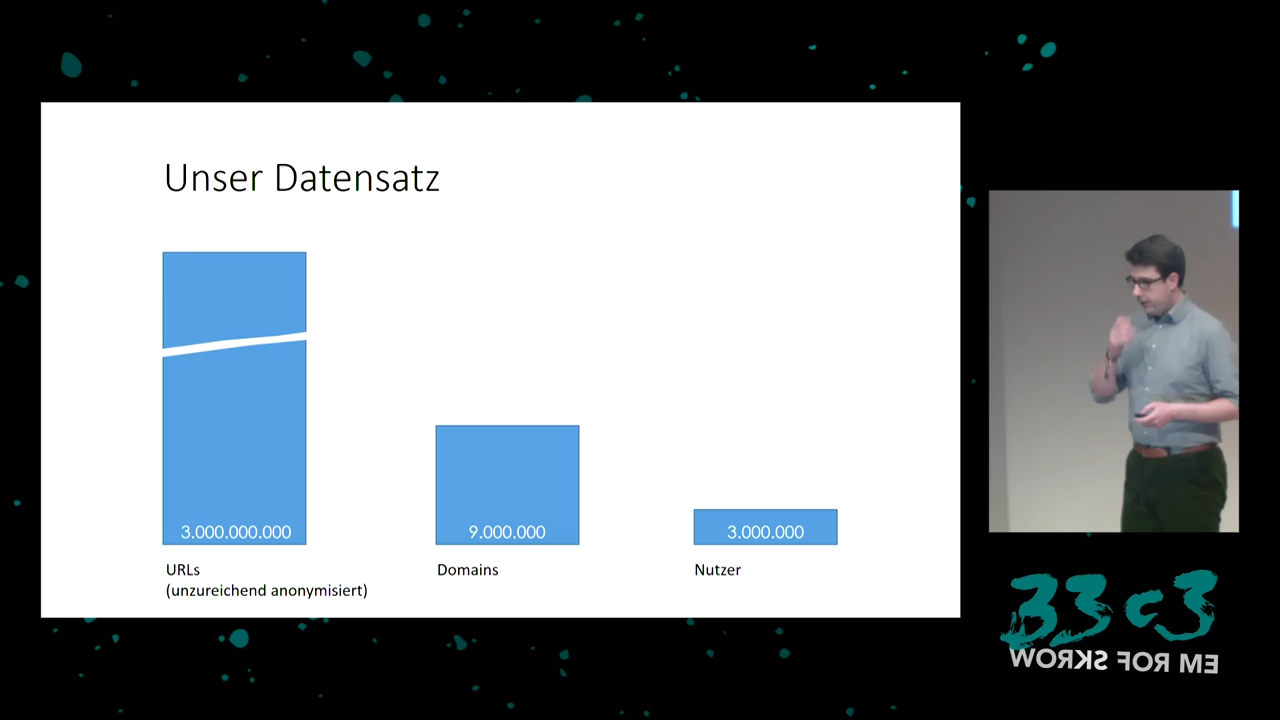 Unser Datensatz
3.000.000.000
9.000.000
3.000.000
URLs
(unzureichend anonymisiert)
Domains
Nutzer
33c3
WORKS FOR ME